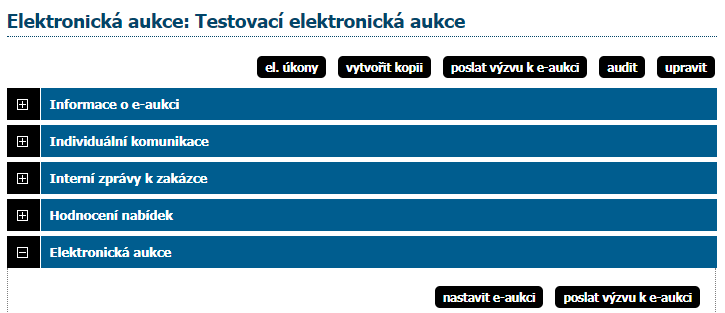 Elektronická aukce: Testovací elektronická aukce
el. úkony vytvořit kopii poslat výzvu k e-aukci audit upravit
Informace o e-aukci
Individuální komunikace
Interní zprávy k zakázce
Hodnocení nabídek
Elektronická aukce
nastavit e-aukci poslat výzvu k e-aukci